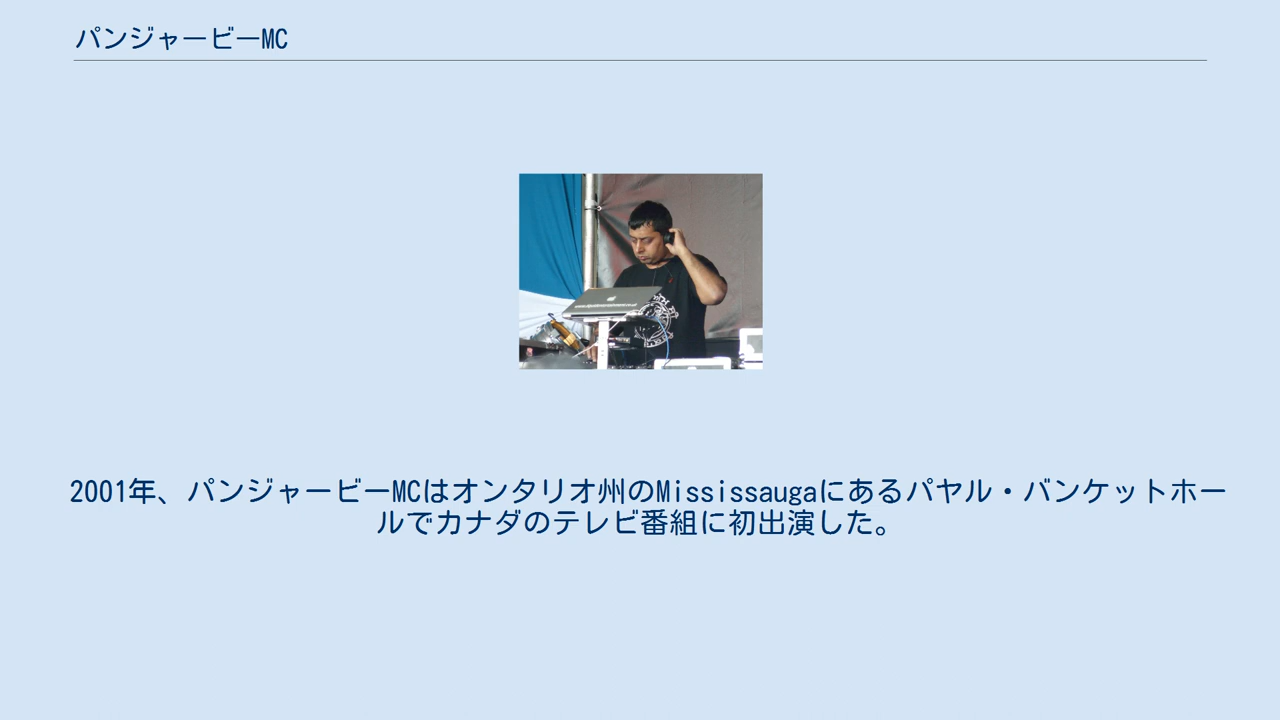 パンジャービーMC
2001年、パンジャービーMCはオンタリオ州のMississaugaにあるパヤル・バンケットホー
ルでカナダのテレビ番組に初出演した。